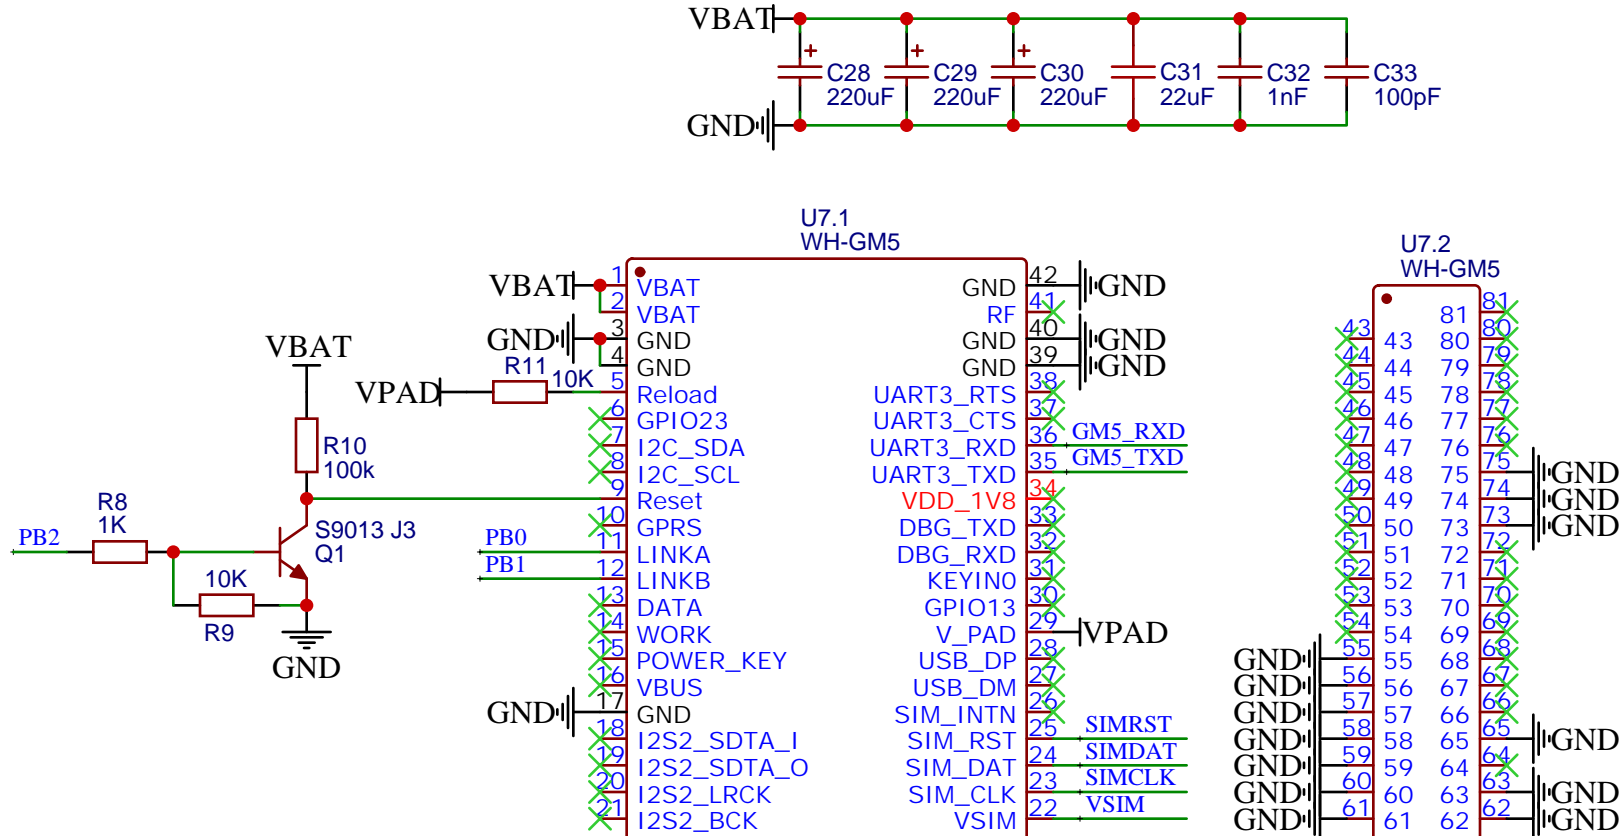 VBAT
C28 C29 C30 C31 C32 C33
220uF 220uF 220uF 22uF 1nF 100pF
GND
U7.1
WH-GM5
U7.2
WH-GM5
VBAT 1 VBAT GND 42 GND
2 VBAT RF 41
GND 3 GND GND 40 GND
4 GND GND 39 GND
VPAD R11 10K 5 Reload UART3_RTS 38
6 GPIO23 UART3_CTS 37
7 I2C_SDA UART3_RXD 36 GM5_RXD
8 I2C_SCL UART3_TXD 35 GM5_TXD
9 Reset VDD_1V8 34
10 GPRS DBG_TXD 33
PB0 11 LINKA DBG_RXD 32
PB1 12 LINKB KEYIN0 31
13 DATA GPIO13 30
14 WORK V_PAD 29 VPAD
15 POWER_KEY USB_DP 28
16 VBUS USB_DM 27
GND 17 GND SIM_INTN 26
18 I2S2_SDTA_I SIM_RST 25 SIMRST
19 I2S2_SDTA_O SIM_DAT 24 SIMDAT
20 I2S2_LRCK SIM_CLK 23 SIMCLK
21 I2S2_BCK VSIM 22 VSIM
VBAT
R10
100k
R8
1K
PB2
S9013 J3
Q1
10K
R9
GND
81 81
43 43 80 80
44 44 79 79
45 45 78 78
46 46 77 77
47 47 76 76
48 48 75 75 GND
49 49 74 74 GND
50 50 73 73 GND
51 51 72 72
52 52 71 71
53 53 70 70
54 54 69 69
GND 55 55 68 68
GND 56 56 67 67
GND 57 57 66 66
GND 58 58 65 65 GND
GND 59 59 64 64
GND 60 60 63 63 GND
GND 61 61 62 62 GND